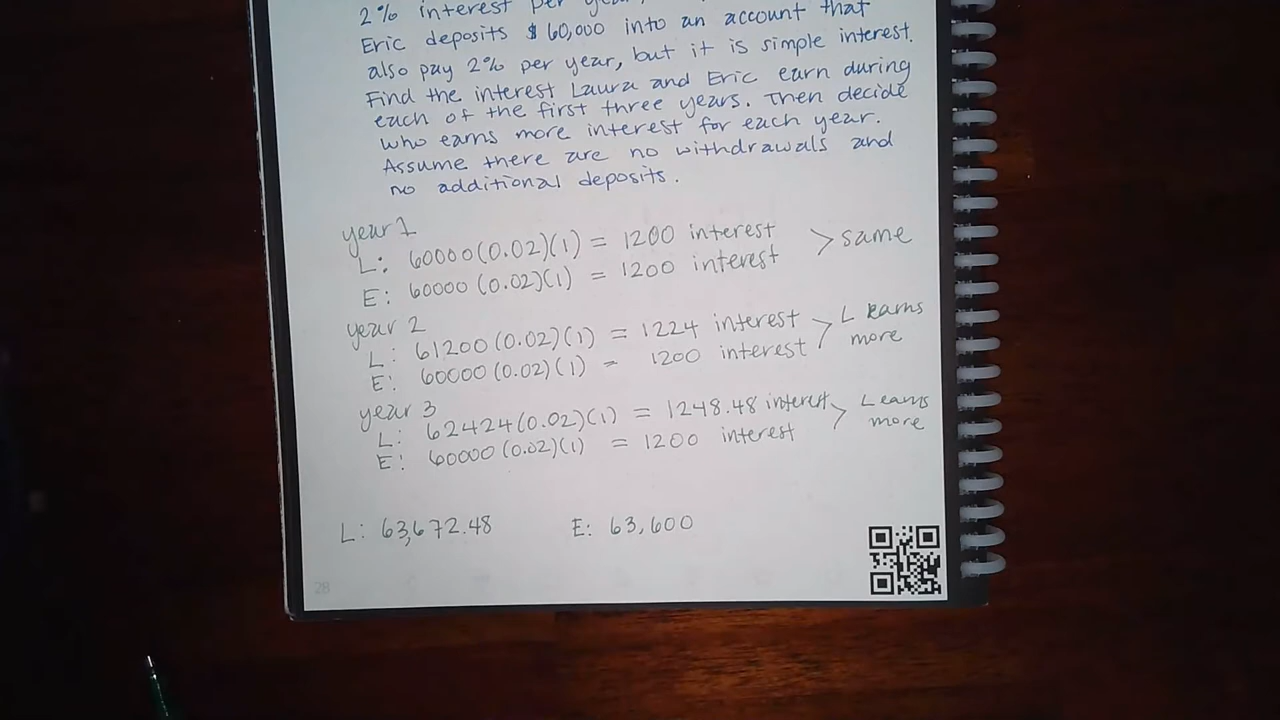 2% interest per year,
Eric deposits $60,000 into an account that
also pay 2% per year, but it is simple interest.
Find the interest Laura and Eric earn during
each of the first three years. Then decide
who earns more interest for each year.
Assume there are no withdrawals and
no additional deposits.
year 1
L: 60000(0.02)(1) = 1200 interest
E: 60000(0.02)(1) = 1200 interest
> same
year 2
L: 61200(0.02)(1) = 1224 interest
E: 60000(0.02)(1) = 1200 interest
> L earns
more
year 3
L: 62424(0.02)(1) = 1248.48 interest
E: 60000(0.02)(1) = 1200 interest
> L earns
more
L: 63,672.48 E: 63,600
28